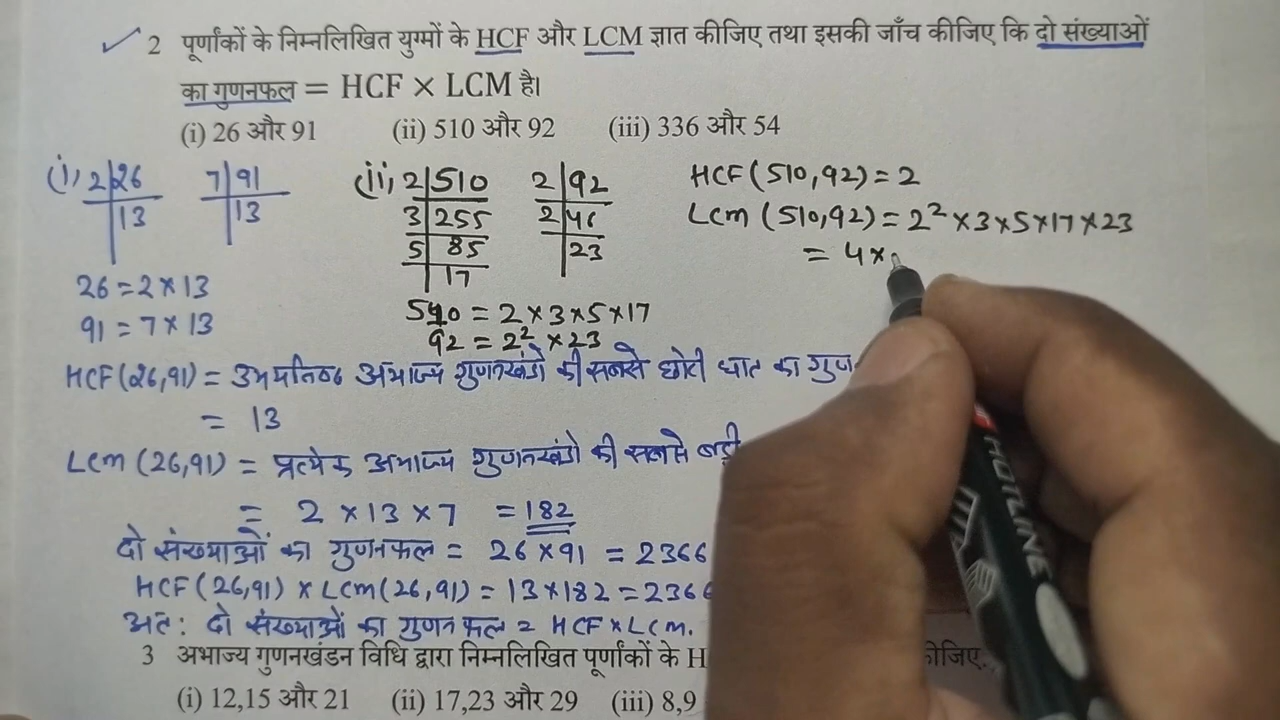 2 पूर्णांकों के निम्नलिखित युग्मों के HCF और LCM ज्ञात कीजिए तथा इसकी जाँच कीजिए कि दो संख्याओं
का गुणनफल = HCF × LCM है।
(i) 26 और 91 (ii) 510 और 92 (iii) 336 और 54
(i) 2 26
13
7 91
13
26 = 2 × 13
91 = 7 × 13
(ii) 2 510
3 255
5 85
17
2 92
2 46
23
510 = 2 × 3 × 5 × 17
92 = 2² × 23
HCF (510, 92) = 2
LCM (510, 92) = 2² × 3 × 5 × 17 × 23
= 4 ×
HCF (26, 91) = उभयनिष्ठ अभाज्य गुणनखंडो की सबसे छोटी घात का
= 13
LCM (26, 91) = प्रत्येक अभाज्य गुणनखंडो की सबसे बड़ी
= 2 × 13 × 7 = 182
दो संख्याओं का गुणनफल = 26 × 91 = 2366
HCF (26, 91) × LCM (26, 91) = 13 × 182 = 2366
अतः दो संख्याओं का गुणनफल = HCF × LCM.
3 अभाज्य गुणनखंडन विधि द्वारा निम्नलिखित पूर्णांकों के H
(i) 12,15 और 21 (ii) 17,23 और 29 (iii) 8,9
HOTLINE